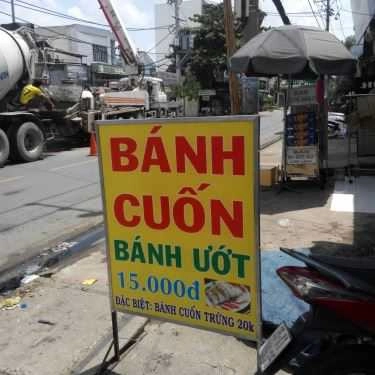 BÁNH
CUỐN
BÁNH ƯỚT
15.000đ
ĐẶC BIỆT: BÁNH CUỐN TRỨNG 20k